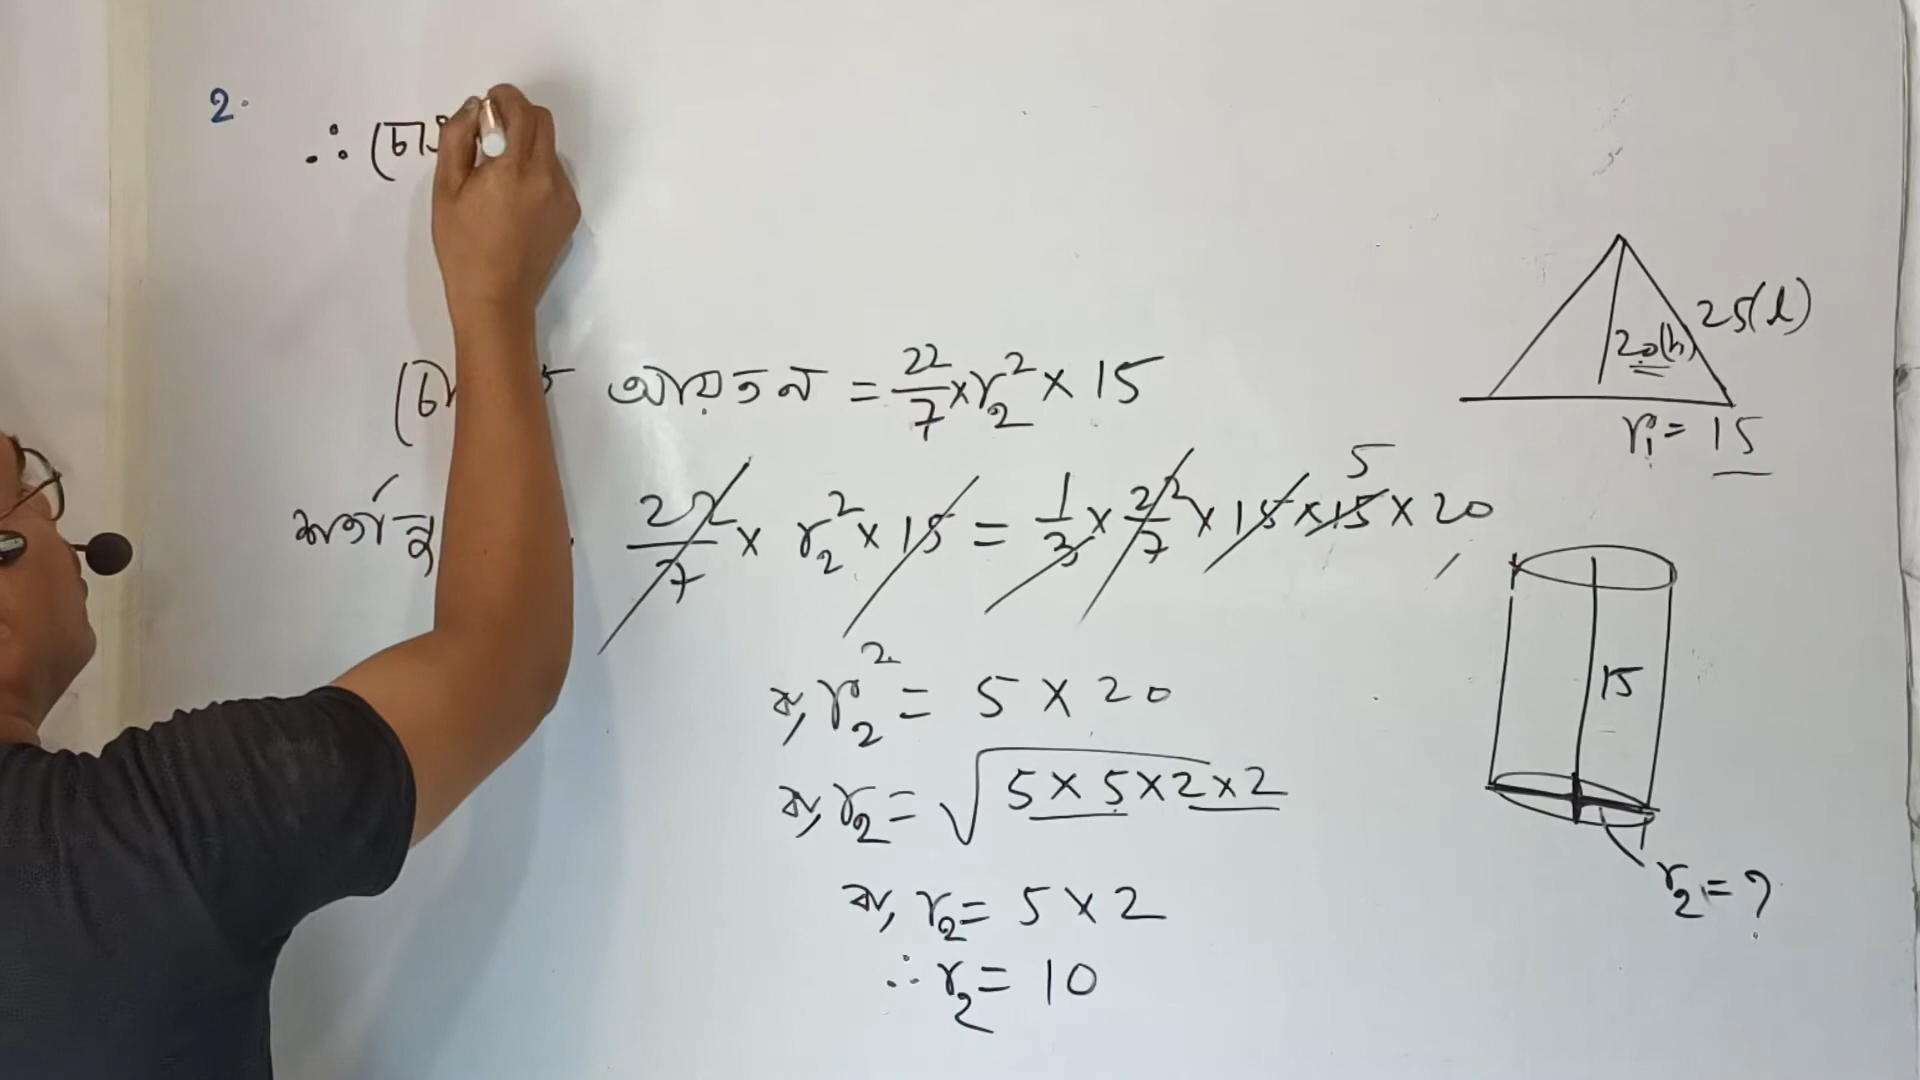 2.
∴
আয়তন = 22/7 × r₂² × 15
22/7 × r₂² × 15 = 1/3 × 22/7 × 15 × 15 × 20
5
বা, r₂² = 5 × 20
বা, r₂ = √5 × 5 × 2 × 2
বা, r₂ = 5 × 2
∴ r₂ = 10
25(l)
20(h)
r₁ = 15
15
r₂ = ?